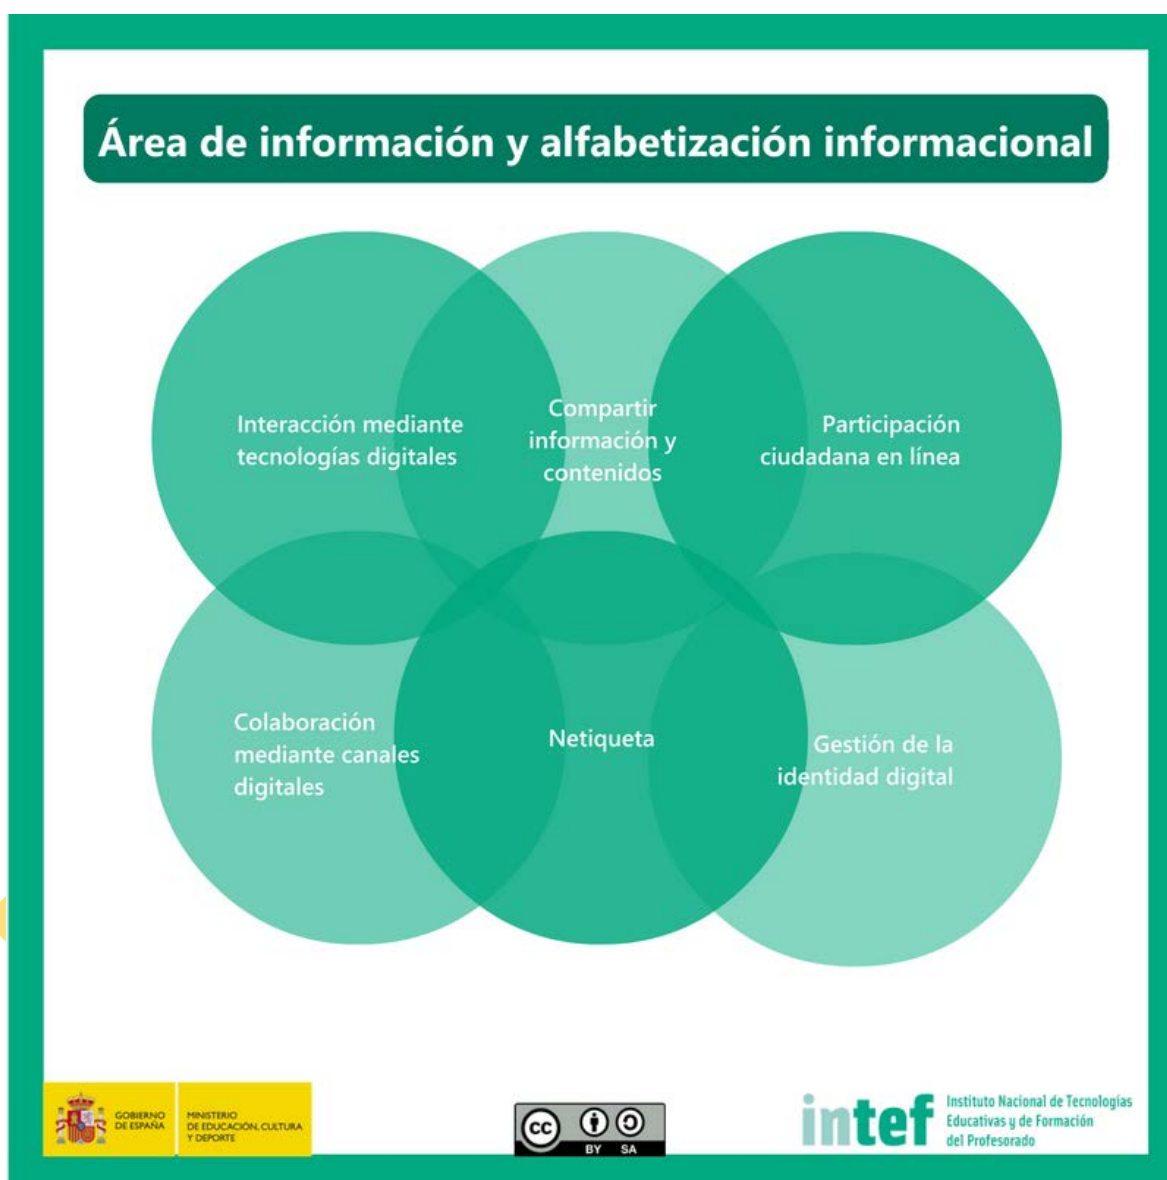 Área de información y alfabetización informacional
Interacción mediante
tecnologías digitales
Compartir
información y
contenidos
Participación
ciudadana en línea
Colaboración
mediante canales
digitales
Netiqueta
Gestión de la
identidad digital
GOBIERNO
DE ESPAÑA
MINISTERIO
DE EDUCACIÓN, CULTURA
Y DEPORTE
cc
BY SA
intef
Instituto Nacional de Tecnologías
Educativas y de Formación
del Profesorado